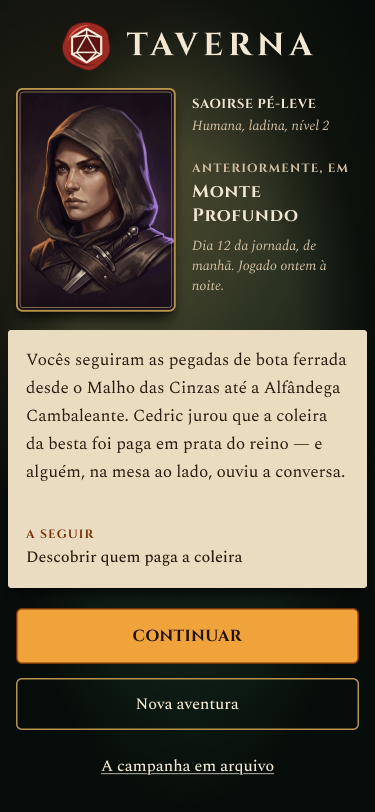 TAVERNA
SAOIRSE PÉ-LEVE
Humana, ladina, nível 2
ANTERIORMENTE, EM
MONTE
PROFUNDO
Dia 12 da jornada, de
manhã. Jogado ontem à
noite.
Vocês seguiram as pegadas de bota ferrada
desde o Malho das Cinzas até a Alfândega
Cambaleante. Cedric jurou que a coleira
da besta foi paga em prata do reino — e
alguém, na mesa ao lado, ouviu a conversa.
A SEGUIR
Descobrir quem paga a coleira
CONTINUAR
Nova aventura
A campanha em arquivo